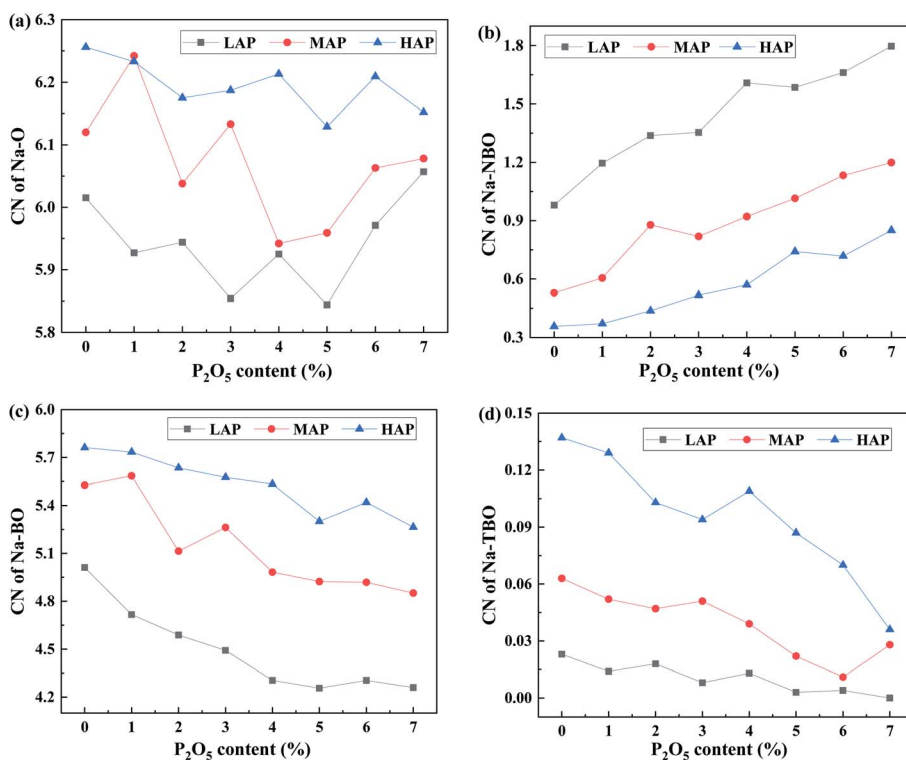 (a)
LAP MAP HAP
CN of Na-O
6.3
6.2
6.1
6.0
5.9
5.8
0 1 2 3 4 5 6 7
P₂O₅ content (%)
(b)
LAP MAP HAP
CN of Na-NBO
1.8
1.5
1.2
0.9
0.6
0.3
0 1 2 3 4 5 6 7
P₂O₅ content (%)
(c)
LAP MAP HAP
CN of Na-BO
6.0
5.7
5.4
5.1
4.8
4.5
4.2
0 1 2 3 4 5 6 7
P₂O₅ content (%)
(d)
LAP MAP HAP
CN of Na-TBO
0.15
0.12
0.09
0.06
0.03
0.00
0 1 2 3 4 5 6 7
P₂O₅ content (%)